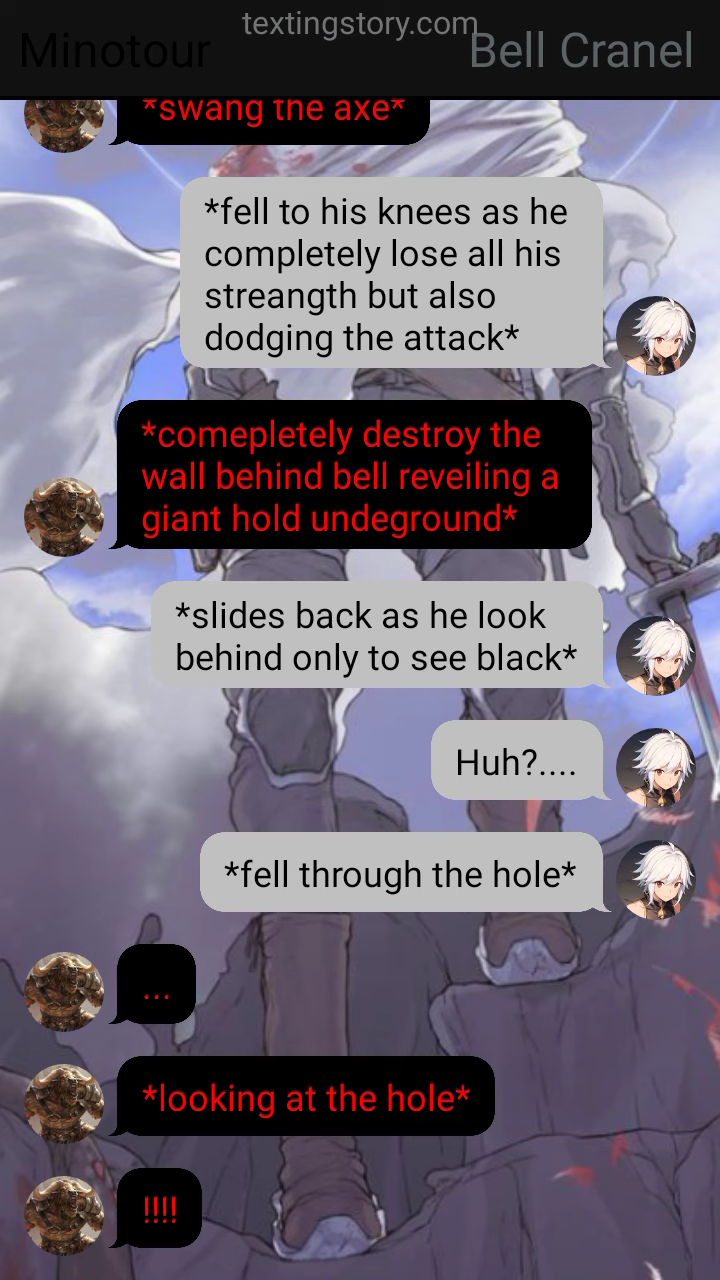 textingstory.com
Minotour
Bell Cranel
*swang the axe*
*fell to his knees as he
completely lose all his
streangth but also
dodging the attack*
*comepletely destroy the
wall behind bell reveiling a
giant hold undeground*
*slides back as he look
behind only to see black*
Huh?....
*fell through the hole*
...
*looking at the hole*
!!!!